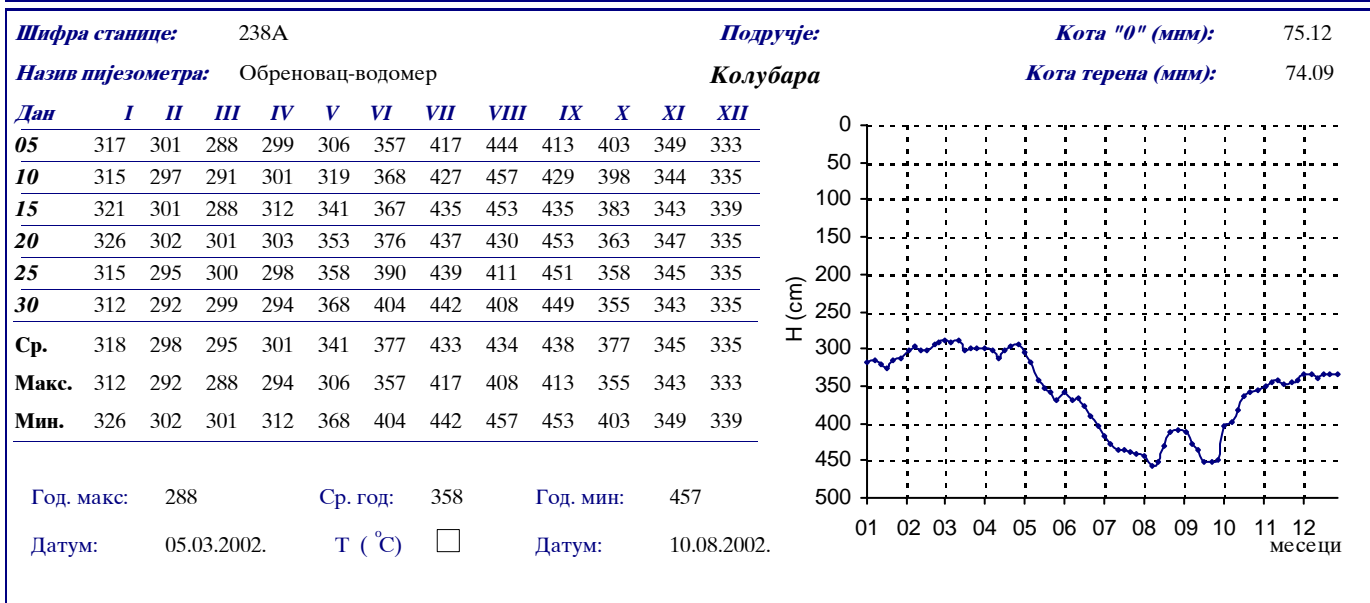 Шифра станице: 238А Подручје: Кота "0" (мнм): 75.12
Назив пијезометра: Обреновац-водомер Колубара Кота терена (мнм): 74.09
Дан I II III IV V VI VII VIII IX X XI XII
05 317 301 288 299 306 357 417 444 413 403 349 333
10 315 297 291 301 319 368 427 457 429 398 344 335
15 321 301 288 312 341 367 435 453 435 383 343 339
20 326 302 301 303 353 376 437 430 453 363 347 335
25 315 295 300 298 358 390 439 411 451 358 345 335
30 312 292 299 294 368 404 442 408 449 355 343 335
Ср. 318 298 295 301 341 377 433 434 438 377 345 335
Макс. 312 292 288 294 306 357 417 408 413 355 343 333
Мин. 326 302 301 312 368 404 442 457 453 403 349 339
Год. макс: 288 Ср. год: 358 Год. мин: 457
Датум: 05.03.2002. T (°C) Датум: 10.08.2002.
H (cm)
0
50
100
150
200
250
300
350
400
450
500
01 02 03 04 05 06 07 08 09 10 11 12
месеци